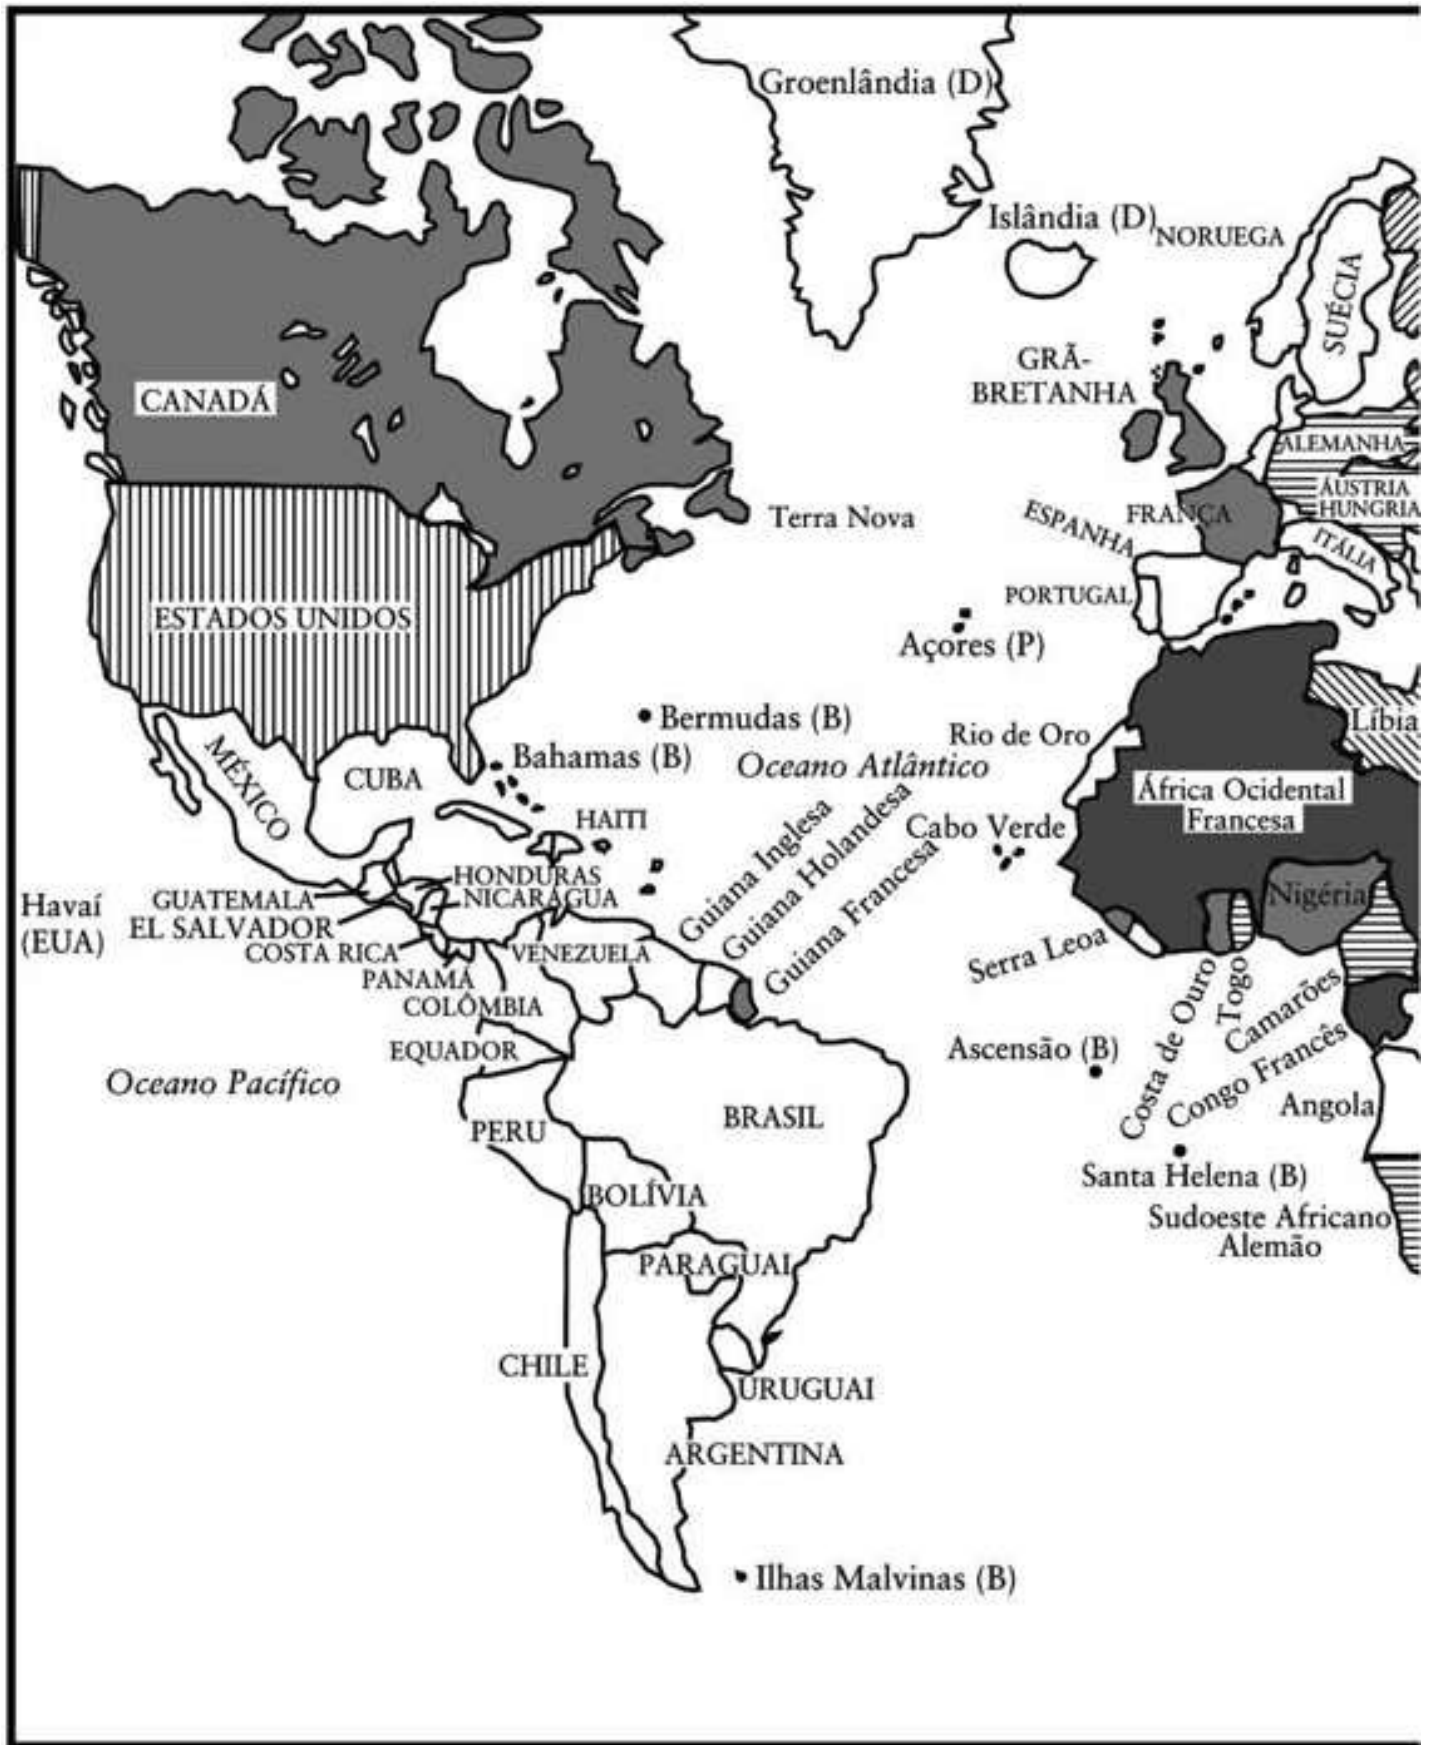 Groenlândia (D)
Islândia (D)
NORUEGA
SUÉCIA
GRÃ-
BRETANHA
CANADÁ
ALEMANHA
ÁUSTRIA
HUNGRIA
Terra Nova
ESPANHA
FRANÇA
ITÁLIA
ESTADOS UNIDOS
PORTUGAL
Açores (P)
Bermudas (B)
Líbia
Rio de Oro
MÉXICO
Bahamas (B)
Oceano Atlântico
CUBA
África Ocidental
Francesa
HAITI
Guiana Inglesa
Guiana Holandesa
Guiana Francesa
Cabo Verde
HONDURAS
GUATEMALA
NICARÁGUA
Nigéria
Havaí
(EUA)
EL SALVADOR
COSTA RICA
VENEZUELA
Serra Leoa
PANAMÁ
COLÔMBIA
Costa de Ouro
Togo
Camarões
Congo Francês
EQUADOR
Ascensão (B)
Oceano Pacífico
Angola
PERU
BRASIL
Santa Helena (B)
BOLÍVIA
Sudoeste Africano
Alemão
PARAGUAI
CHILE
URUGUAI
ARGENTINA
Ilhas Malvinas (B)